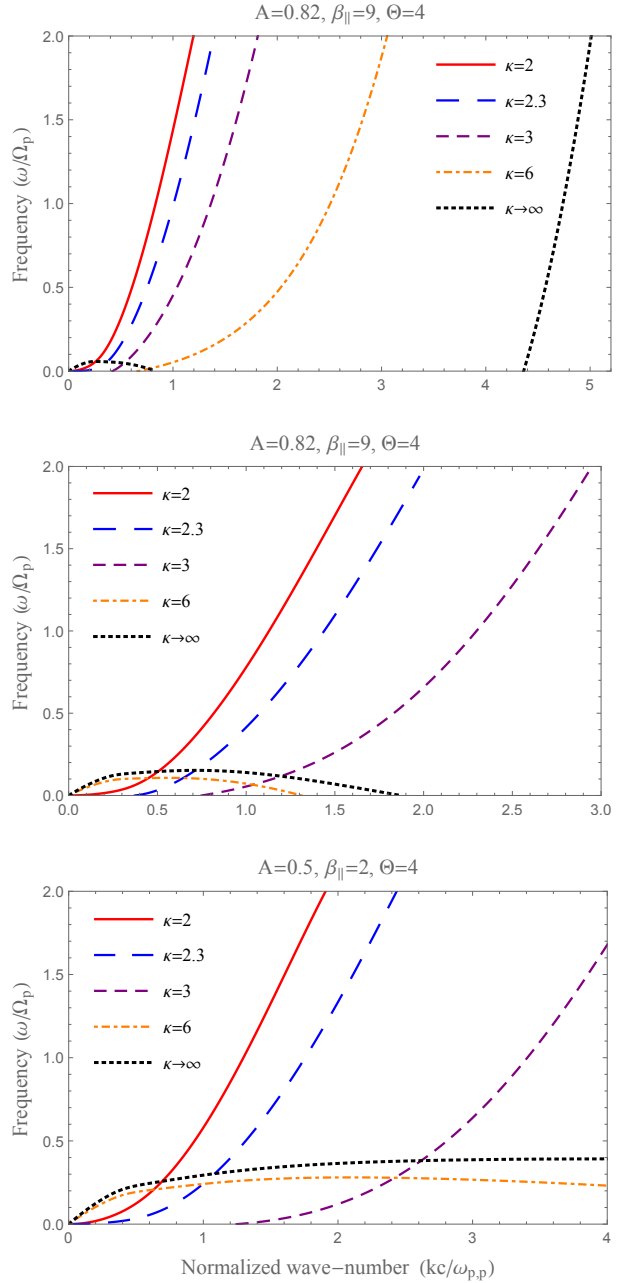 A=0.82, β∥=9, Θ=4
2.0
κ=2
κ=2.3
1.5
κ=3
κ=6
1.0
κ→∞
0.5
0.0
0 1 2 3 4 5
Frequency (ω/Ωp)
A=0.82, β∥=9, Θ=4
2.0
κ=2
κ=2.3
1.5
κ=3
κ=6
1.0
κ→∞
0.5
0.0
0.0 0.5 1.0 1.5 2.0 2.5 3.0
Frequency (ω/Ωp)
A=0.5, β∥=2, Θ=4
2.0
κ=2
κ=2.3
1.5
κ=3
κ=6
1.0
κ→∞
0.5
0.0
0 1 2 3 4
Frequency (ω/Ωp)
Normalized wave−number (kc/ωp,p)